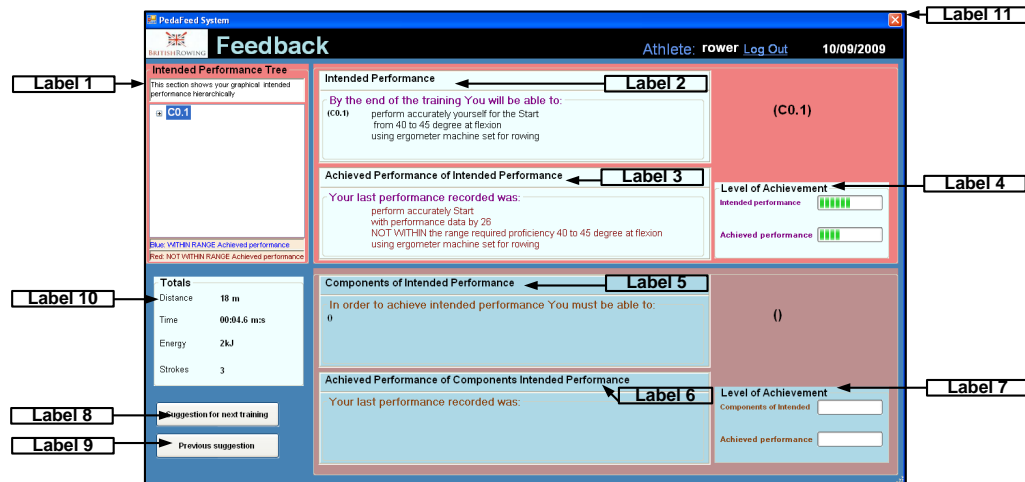 PedaFeed System
Label 11
BRITISHROWING
Feedback
Athlete: rower Log Out 10/09/2009
Intended Performance Tree
Label 1
This section shows your graphical intended
performance hierarchically
C0.1
Blue: WITHIN RANGE Achieved performance
Red: NOT WITHIN RANGE Achieved performance
Intended Performance
Label 2
By the end of the training You will be able to:
(C0.1) perform accurately yourself for the Start
from 40 to 45 degree at flexion
using ergometer machine set for rowing
(C0.1)
Achieved Performance of Intended Performance
Label 3
Your last performance recorded was:
perform accurately Start
with performance data by 26
NOT WITHIN the range required proficiency 40 to 45 degree at flexion
using ergometer machine set for rowing
Level of Achievement
Label 4
Intended performance
Achieved performance
Totals
Label 10
Distance 18 m
Time 00:04.6 m:s
Energy 2kJ
Strokes 3
Components of Intended Performance
Label 5
In order to achieve intended performance You must be able to:
()
()
Achieved Performance of Components Intended Performance
Label 6
Your last performance recorded was:
Level of Achievement
Label 7
Components of Intended
Achieved performance
Label 8
Suggestion for next training
Label 9
Previous suggestion